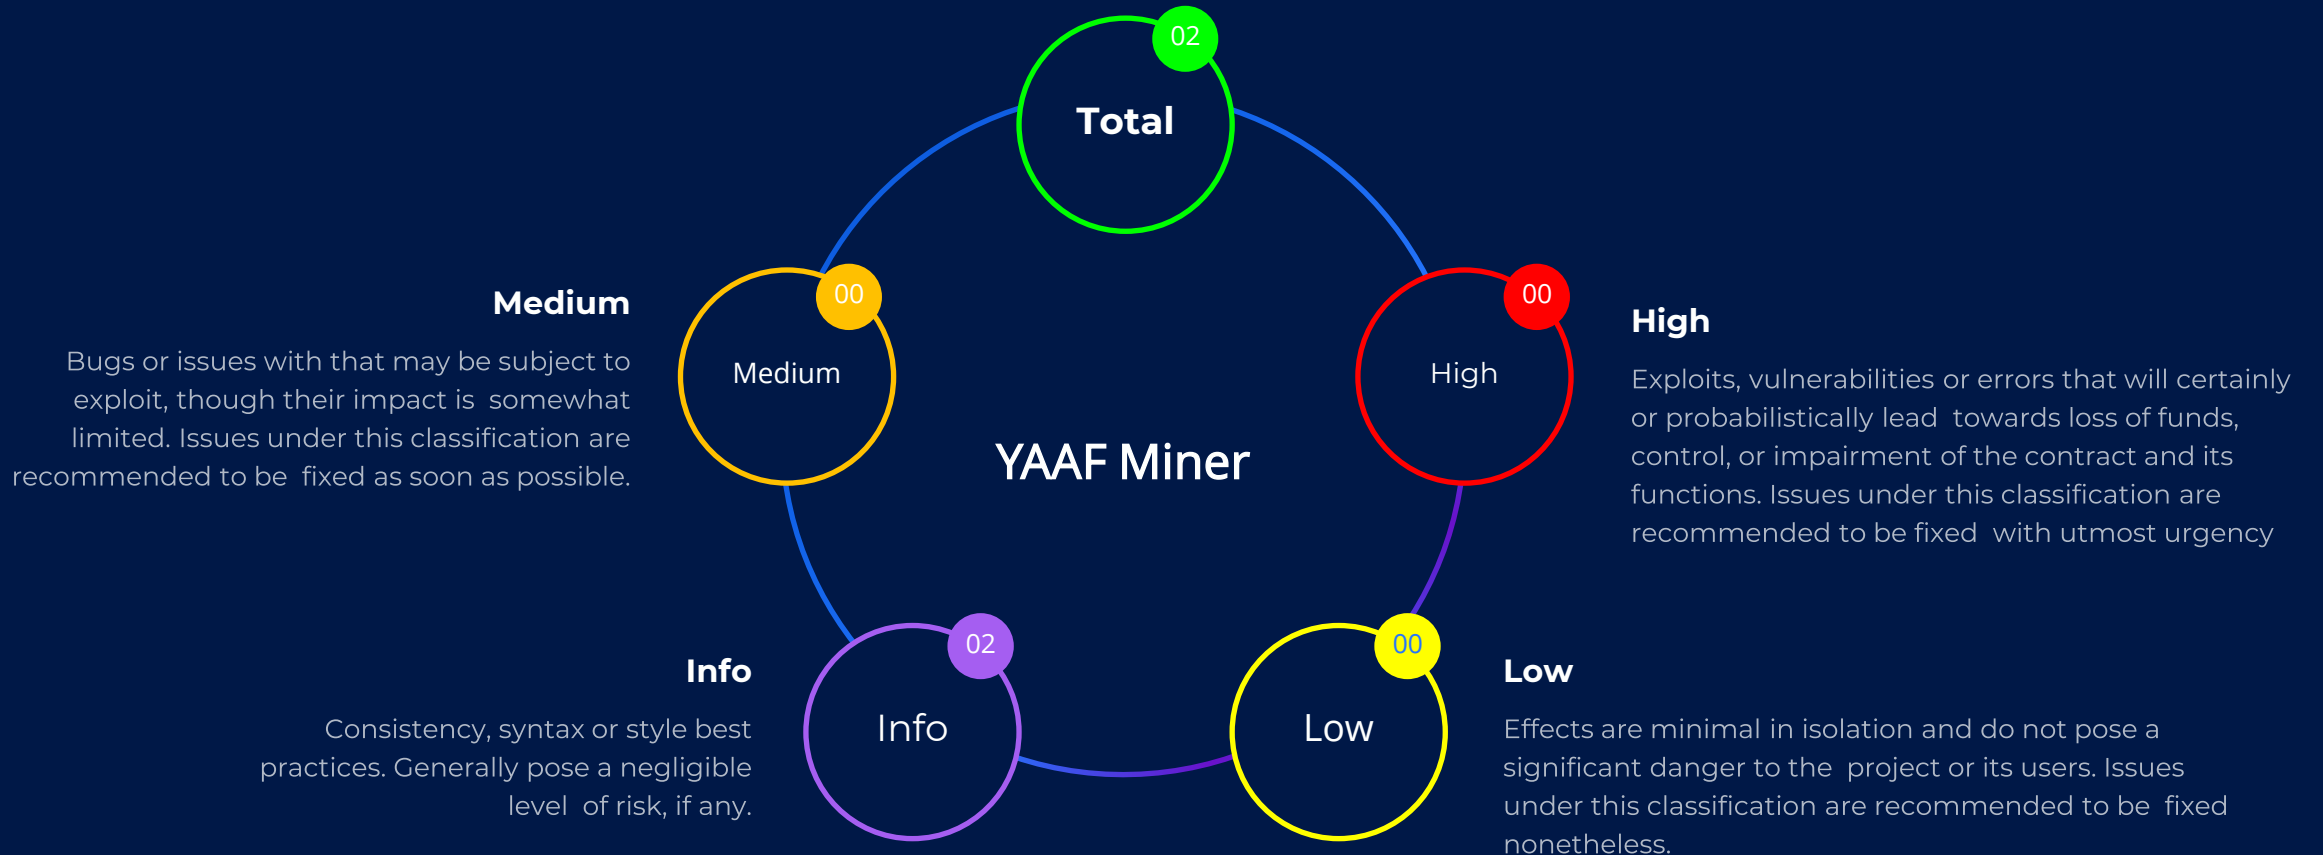 02
Total
00
Medium
00
High
YAAF Miner
02
Info
00
Low
Medium
Bugs or issues with that may be subject to
exploit, though their impact is somewhat
limited. Issues under this classification are
recommended to be fixed as soon as possible.
High
Exploits, vulnerabilities or errors that will certainly
or probabilistically lead towards loss of funds,
control, or impairment of the contract and its
functions. Issues under this classification are
recommended to be fixed with utmost urgency
Info
Consistency, syntax or style best
practices. Generally pose a negligible
level of risk, if any.
Low
Effects are minimal in isolation and do not pose a
significant danger to the project or its users. Issues
under this classification are recommended to be fixed
nonetheless.